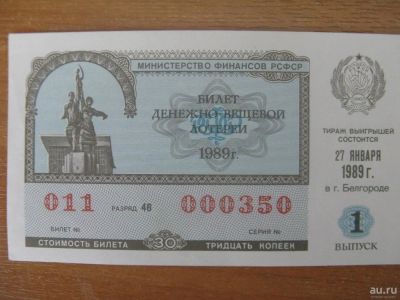 МИНИСТЕРСТВО ФИНАНСОВ РСФСР
БИЛЕТ
ДЕНЕЖНО ВЕЩЕВОЙ
ЛОТЕРЕИ
1989г.
ТИРАЖ ВЫИГРЫШЕЙ
СОСТОИТСЯ
27 ЯНВАРЯ
1989 г.
в г. Белгороде
011 РАЗРЯД 46 000350
БИЛЕТ № СЕРИЯ №
СТОИМОСТЬ БИЛЕТА 30 ТРИДЦАТЬ КОПЕЕК
1
ВЫПУСК
au.ru